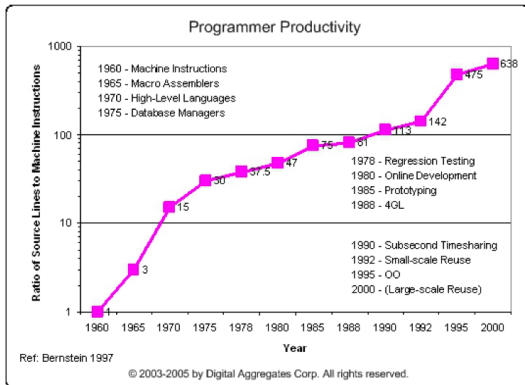 Programmer Productivity
Ratio of Source Lines to Machine Instructions
1000
100
10
1
1960 - Machine Instructions
1965 - Macro Assemblers
1970 - High-Level Languages
1975 - Database Managers
1978 - Regression Testing
1980 - Online Development
1985 - Prototyping
1988 - 4GL
1990 - Subsecond Timesharing
1992 - Small-scale Reuse
1995 - OO
2000 - (Large-scale Reuse)
1
3
15
30
37.5
47
75
81
113
142
475
638
1960 1965 1970 1975 1978 1980 1985 1988 1990 1992 1995 2000
Year
Ref: Bernstein 1997
© 2003-2005 by Digital Aggregates Corp. All rights reserved.